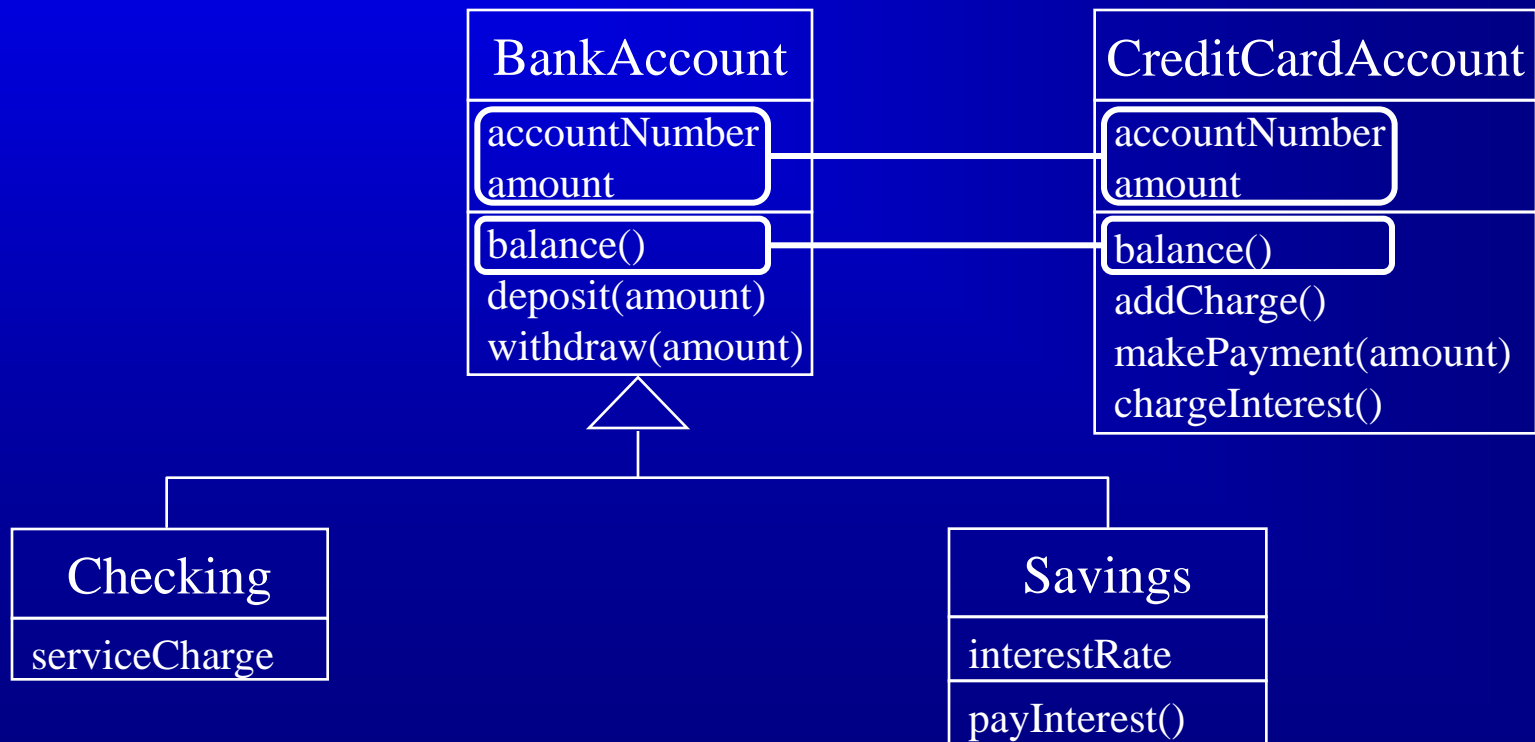 BankAccount
accountNumber
amount
balance()
deposit(amount)
withdraw(amount)
CreditCardAccount
accountNumber
amount
balance()
addCharge()
makePayment(amount)
chargeInterest()
Checking
serviceCharge
Savings
interestRate
payInterest()